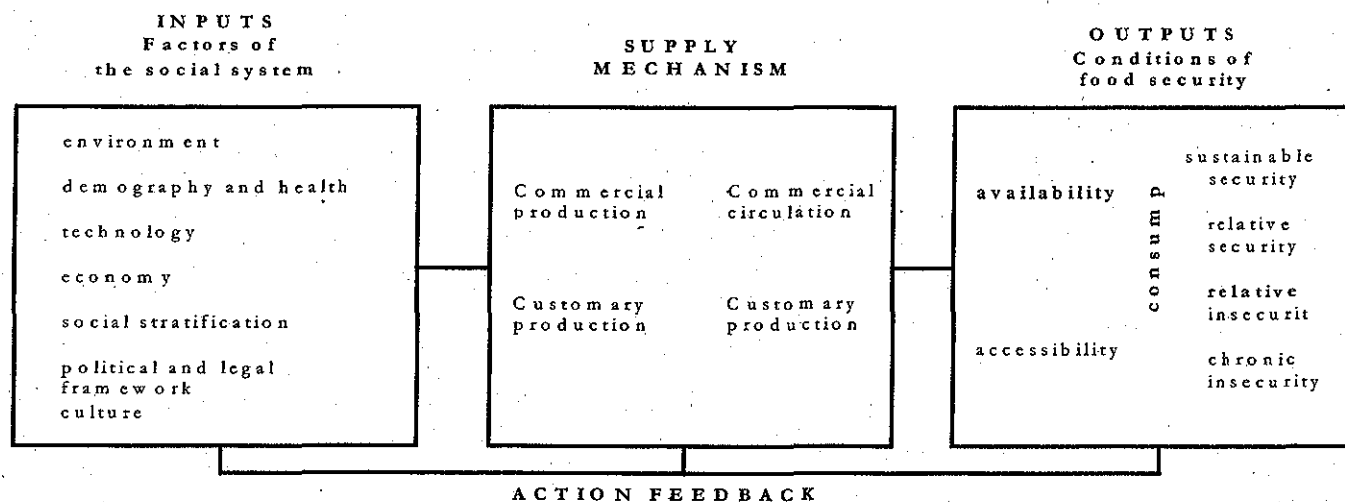 INPUTS
Factors of
the social system
SUPPLY
MECHANISM
OUTPUTS
Conditions of
food security
environment
demography and health
technology
economy
social stratification
political and legal
framework
culture
Commercial
production
Commercial
circulation
Customary
production
Customary
production
availability
accessibility
consump
sustainable
security
relative
security
relative
insecurit
chronic
insecurity
ACTION FEEDBACK